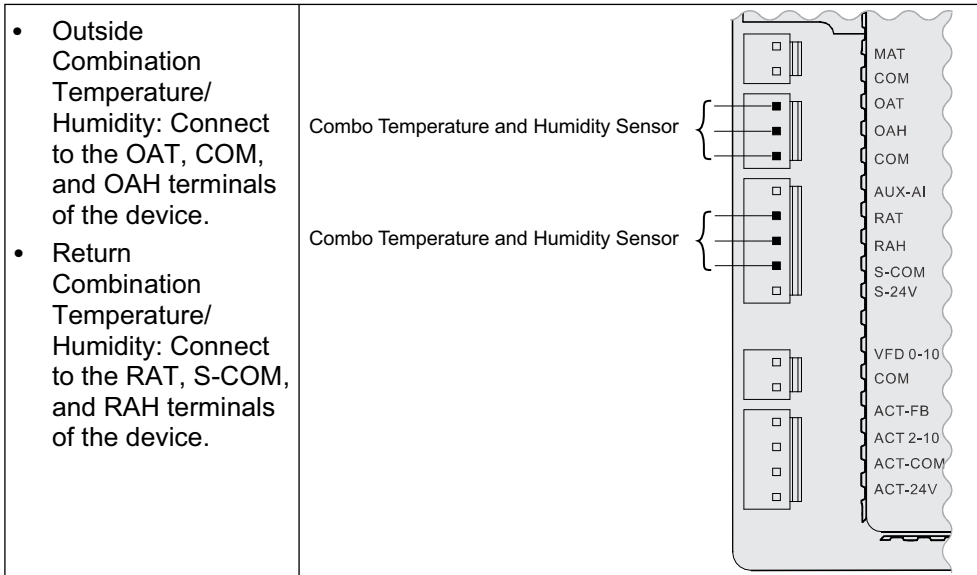 • Outside
Combination
Temperature/
Humidity: Connect
to the OAT, COM,
and OAH terminals
of the device.
• Return
Combination
Temperature/
Humidity: Connect
to the RAT, S-COM,
and RAH terminals
of the device.
Combo Temperature and Humidity Sensor
Combo Temperature and Humidity Sensor
MAT
COM
OAT
OAH
COM
AUX-AI
RAT
RAH
S-COM
S-24V
VFD 0-10
COM
ACT-FB
ACT 2-10
ACT-COM
ACT-24V